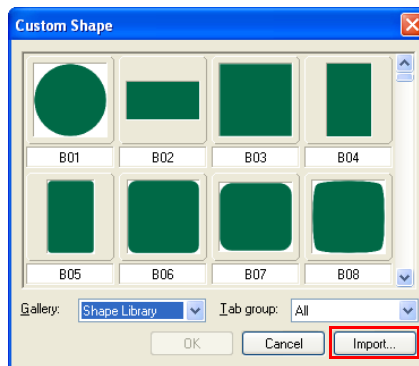 Custom Shape
B01 B02 B03 B04
B05 B06 B07 B08
Gallery: Shape Library Tab group: All
OK Cancel Import...